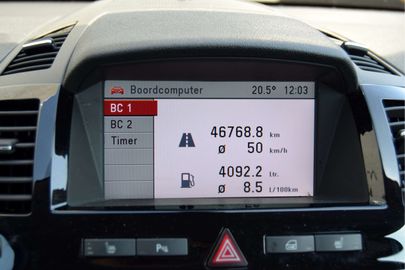 Boordcomputer 20.5° 12:03
BC 1
BC 2
Timer
46768.8 km
ø 50 km/h
4092.2 Ltr.
ø 8.5 l/100km
P